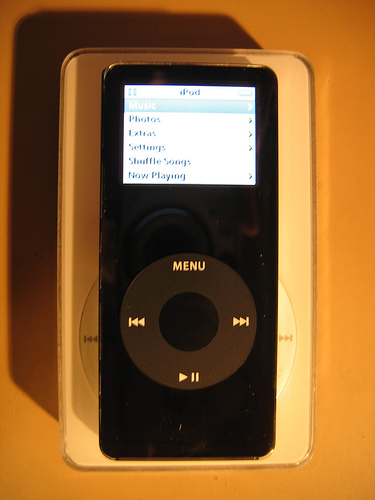 iPod
Music
Photos
Extras
Settings
Shuffle Songs
Now Playing
MENU